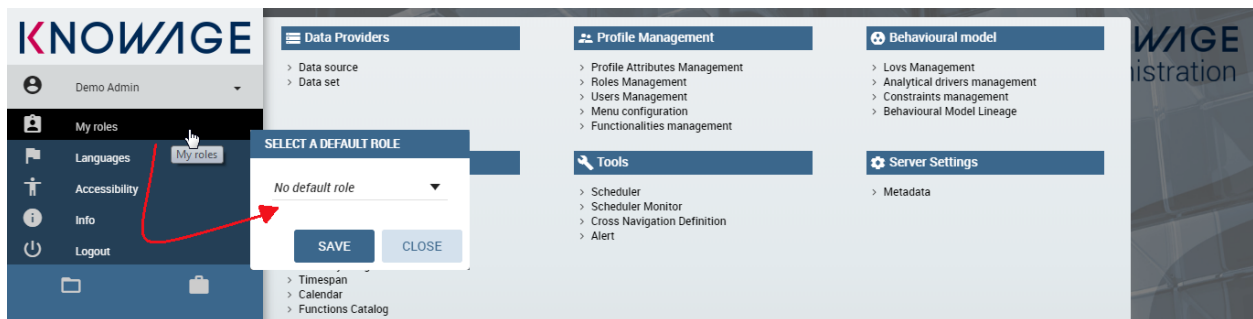 KNOWAGE
Demo Admin
My roles
Languages
Accessibility
Info
Logout
My roles
SELECT A DEFAULT ROLE
No default role
SAVE
CLOSE
Data Providers
Data source
Data set
Timespan
Calendar
Functions Catalog
Profile Management
Profile Attributes Management
Roles Management
Users Management
Menu configuration
Functionalities management
Tools
Scheduler
Scheduler Monitor
Cross Navigation Definition
Alert
Behavioural model
Lovs Management
Analytical drivers management
Constraints management
Behavioural Model Lineage
Server Settings
Metadata
WAGE
istration